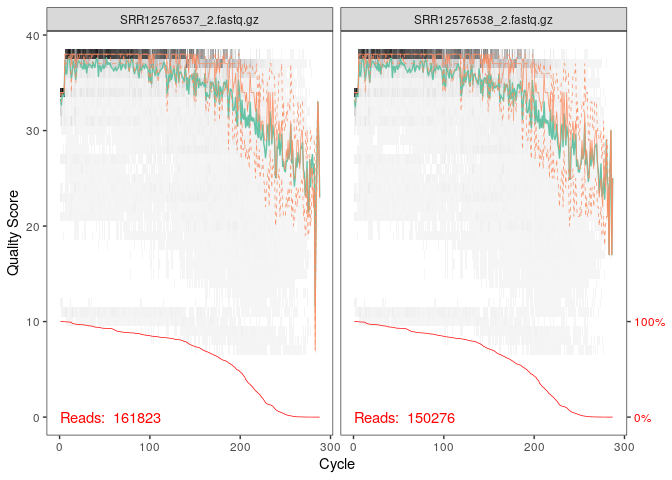 SRR12576537_2.fastq.gz SRR12576538_2.fastq.gz
40
30
20
10
0
Quality Score
100%
0%
Reads: 161823 Reads: 150276
0 100 200 300 0 100 200 300
Cycle